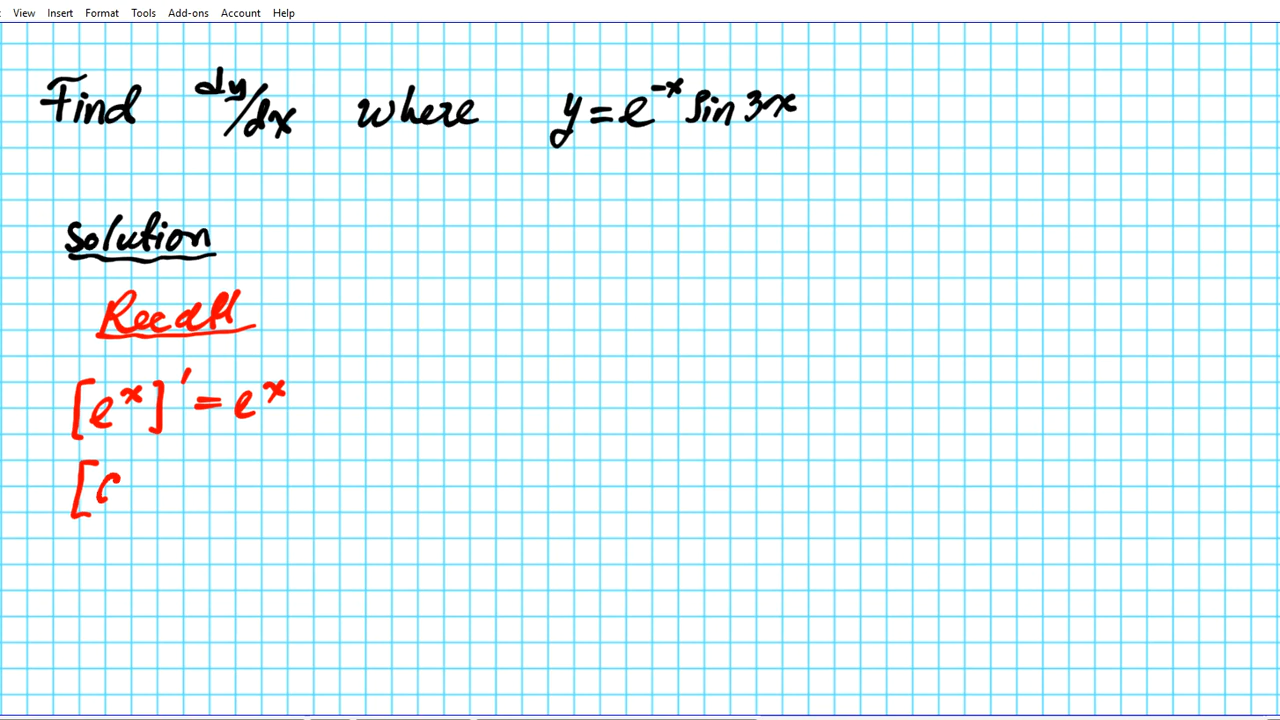 View Insert Format Tools Add-ons Account Help
Find dy/dx where y = e^{-x} sin 3x
Solution
Recall
[e^x]' = e^x
[